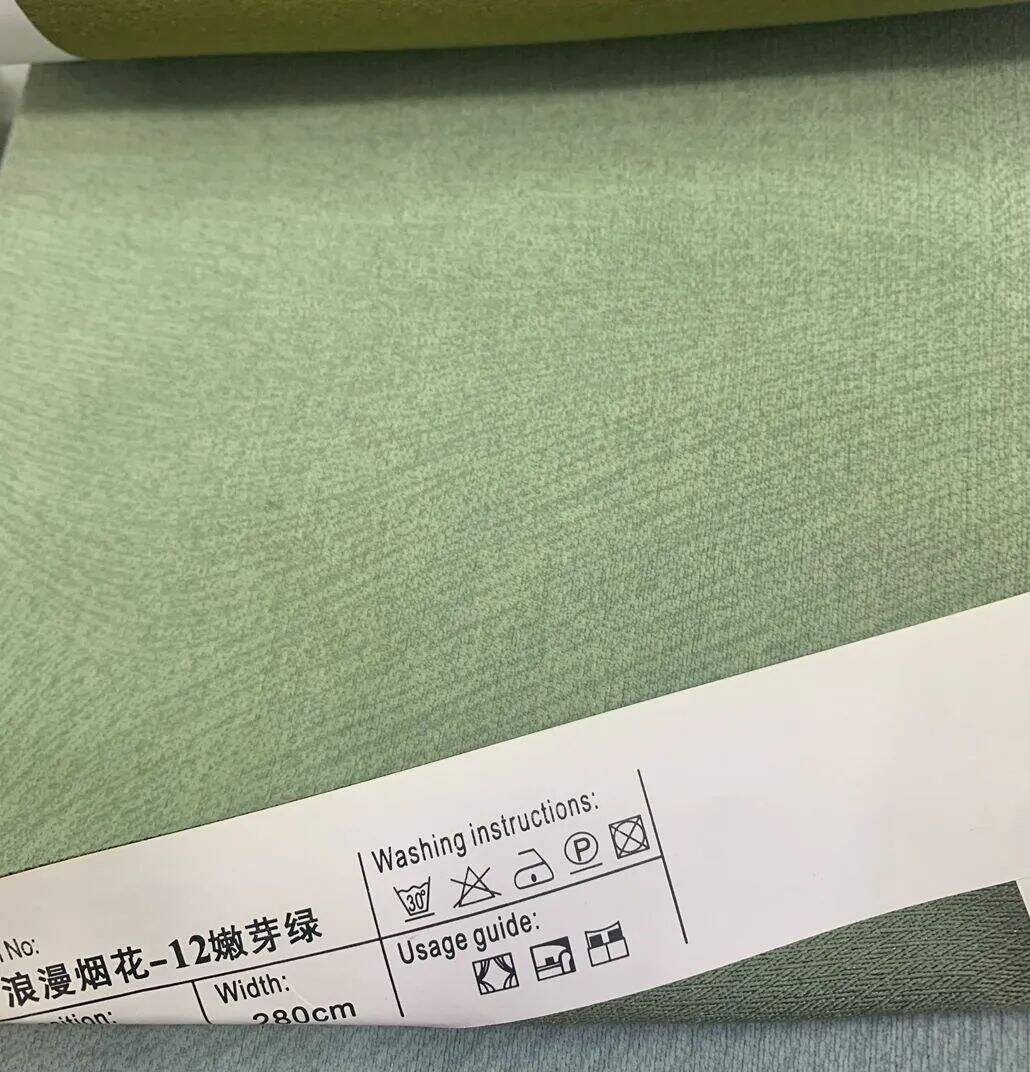 No:
浪漫烟花-12嫩芽绿
Width:
280cm
Washing instructions:
30°
P
Usage guide: